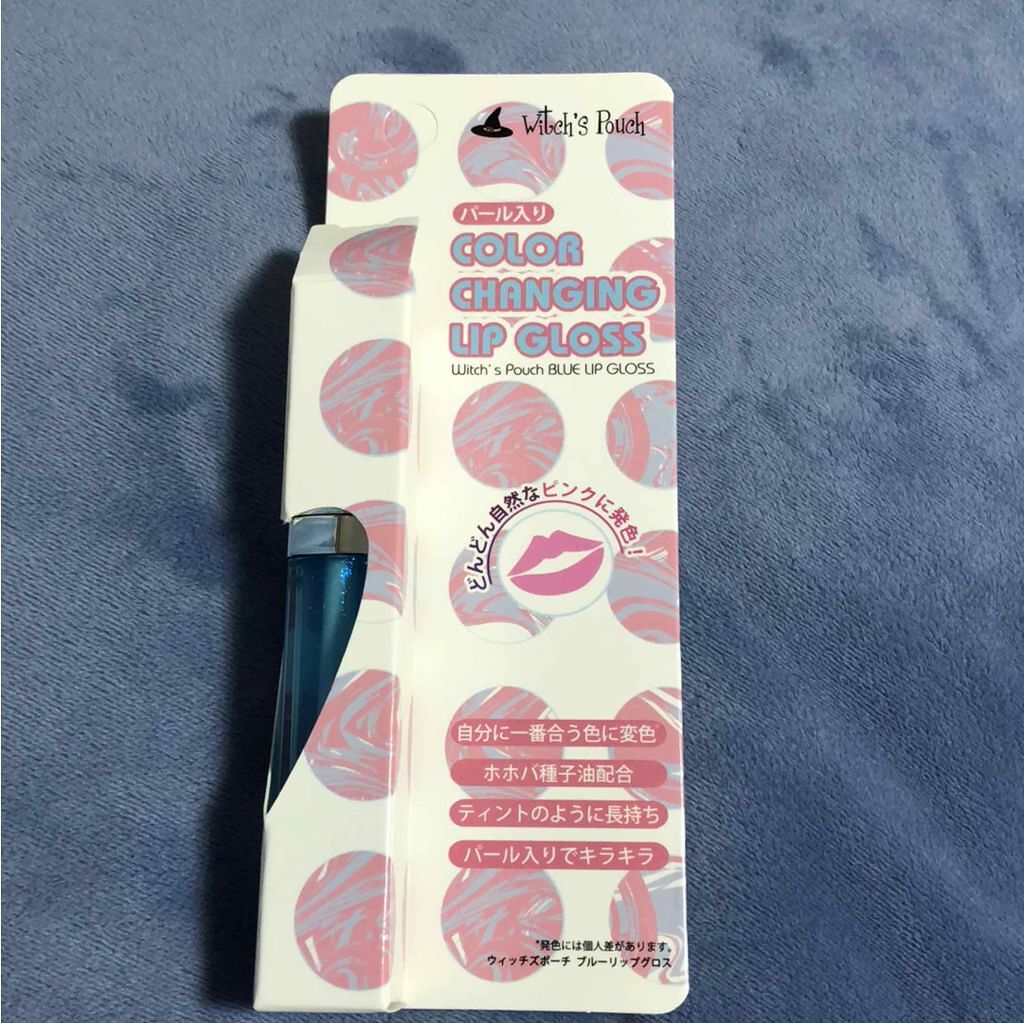 Witch's Pouch
パール入り
COLOR
CHANGING
LIP GLOSS
Witch's Pouch BLUE LIP GLOSS
どんどん自然なピンクに発色!
自分に一番合う色に変色
ホホバ種子油配合
ティントのように長持ち
パール入りでキラキラ
*発色には個人差があります。
ウィッチズポーチ ブルーリップグロス